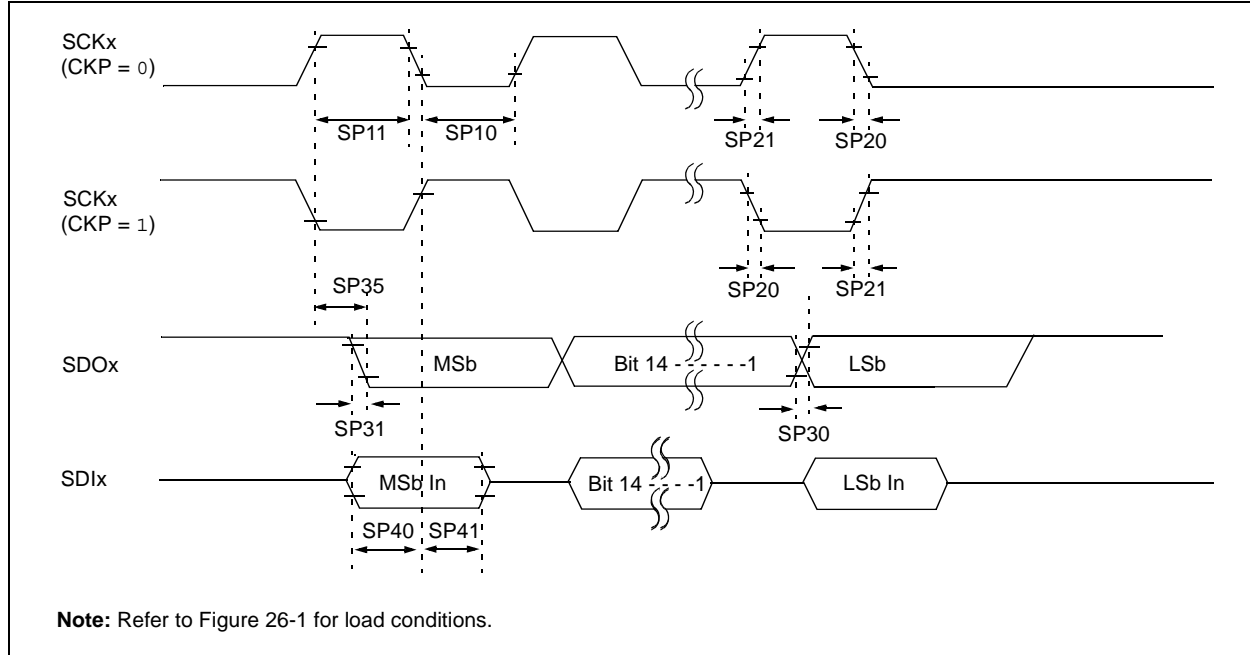 SCKx
(CKP = 0)
SP11
SP10
SP21
SP20
SCKx
(CKP = 1)
SP35
SP20
SP21
SDOx
MSb
Bit 14 - - - - - -1
LSb
SP31
SP30
SDIx
MSb In
Bit 14 - - - - -1
LSb In
SP40
SP41
Note: Refer to Figure 26-1 for load conditions.